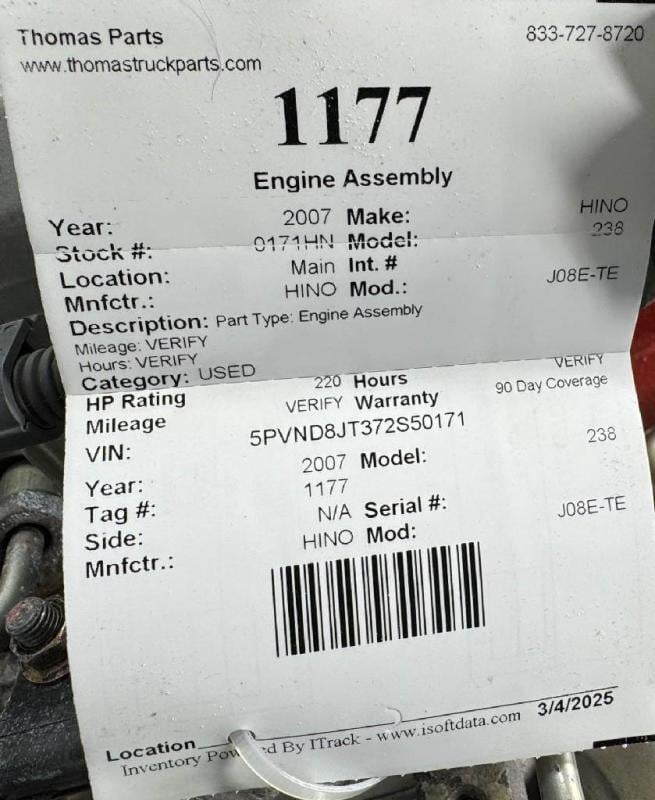 Thomas Parts 833-727-8720
www.thomastruckparts.com
1177
Engine Assembly
Year: 2007 Make: HINO
Stock #: 0171HN Model: 238
Location: Main Int. #
Mnfctr.: HINO Mod.: J08E-TE
Description: Part Type: Engine Assembly
Mileage: VERIFY
Hours: VERIFY
Category: USED
HP Rating 220 Hours VERIFY
Mileage VERIFY Warranty 90 Day Coverage
VIN: 5PVND8JT372S50171
Year: 2007 Model: 238
Tag #: 1177
Side: N/A Serial #:
Mnfctr.: HINO Mod: J08E-TE
Location
Inventory Powered By ITrack - www.isoftdata.com 3/4/2025